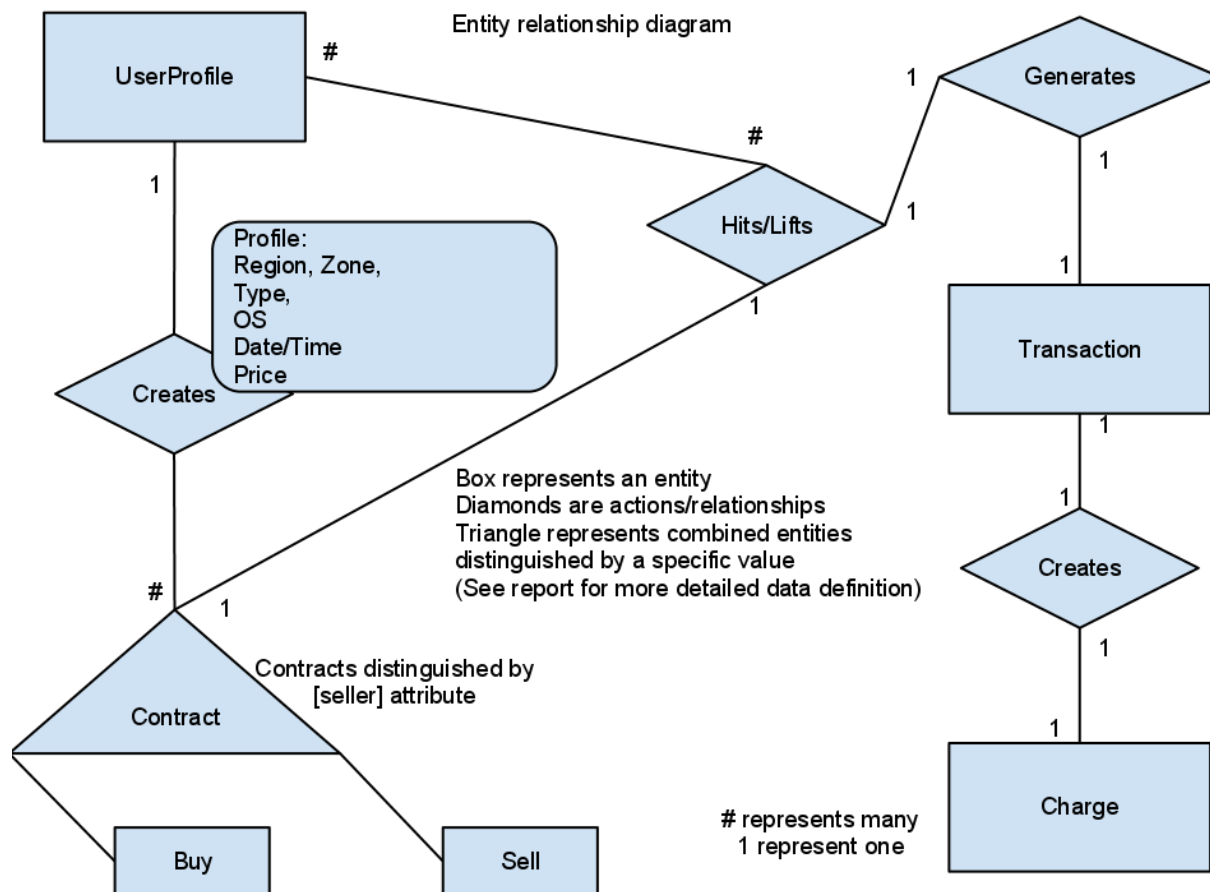 Entity relationship diagram
UserProfile
#
#
1
Generates
1
1
1
Hits/Lifts
1
1
Profile:
Region, Zone,
Type,
OS
Date/Time
Price
Creates
1
Transaction
1
Box represents an entity
Diamonds are actions/relationships
Triangle represents combined entities
distinguished by a specific value
(See report for more detailed data definition)
1
Creates
1
#
1
Contracts distinguished by
[seller] attribute
Contract
1
Charge
# represents many
1 represent one
Buy
Sell